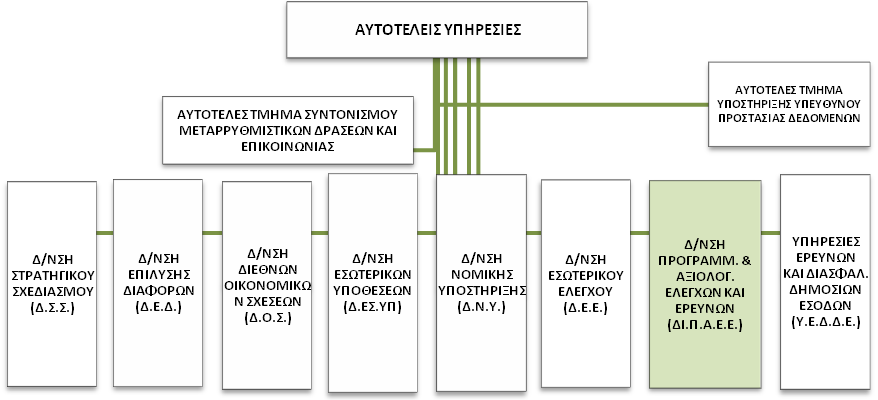 ΑΥΤΟΤΕΛΕΙΣ ΥΠΗΡΕΣΙΕΣ
ΑΥΤΟΤΕΛΕΣ ΤΜΗΜΑ ΣΥΝΤΟΝΙΣΜΟΥ
ΜΕΤΑΡΡΥΘΜΙΣΤΙΚΩΝ ΔΡΑΣΕΩΝ ΚΑΙ
ΕΠΙΚΟΙΝΩΝΙΑΣ
ΑΥΤΟΤΕΛΕΣ ΤΜΗΜΑ
ΥΠΟΣΤΗΡΙΞΗΣ ΥΠΕΥΘΥΝΟΥ
ΠΡΟΣΤΑΣΙΑΣ ΔΕΔΟΜΕΝΩΝ
Δ/ΝΣΗ
ΣΤΡΑΤΗΓΙΚΟΥ
ΣΧΕΔΙΑΣΜΟΥ
(Δ.Σ.Σ.)
Δ/ΝΣΗ
ΕΠΙΛΥΣΗΣ
ΔΙΑΦΟΡΩΝ
(Δ.Ε.Δ.)
Δ/ΝΣΗ
ΔΙΕΘΝΩΝ
ΟΙΚΟΝΟΜΙΚΩ
Ν ΣΧΕΣΕΩΝ
(Δ.Ο.Σ.)
Δ/ΝΣΗ
ΕΣΩΤΕΡΙΚΩΝ
ΥΠΟΘΕΣΕΩΝ
(Δ.ΕΣ.ΥΠ)
Δ/ΝΣΗ
ΝΟΜΙΚΗΣ
ΥΠΟΣΤΗΡΙΞΗΣ
(Δ.Ν.Υ.)
Δ/ΝΣΗ
ΕΣΩΤΕΡΙΚΟΥ
ΕΛΕΓΧΟΥ
(Δ.Ε.Ε.)
Δ/ΝΣΗ
ΠΡΟΓΡΑΜΜ. &
ΑΞΙΟΛΟΓ.
ΕΛΕΓΧΩΝ ΚΑΙ
ΕΡΕΥΝΩΝ
(ΔΙ.Π.Α.Ε.Ε.)
ΥΠΗΡΕΣΙΕΣ
ΕΡΕΥΝΩΝ
ΚΑΙ ΔΙΑΣΦΑΛ.
ΔΗΜΟΣΙΩΝ
ΕΣΟΔΩΝ
(Υ.Ε.Δ.Δ.Ε.)